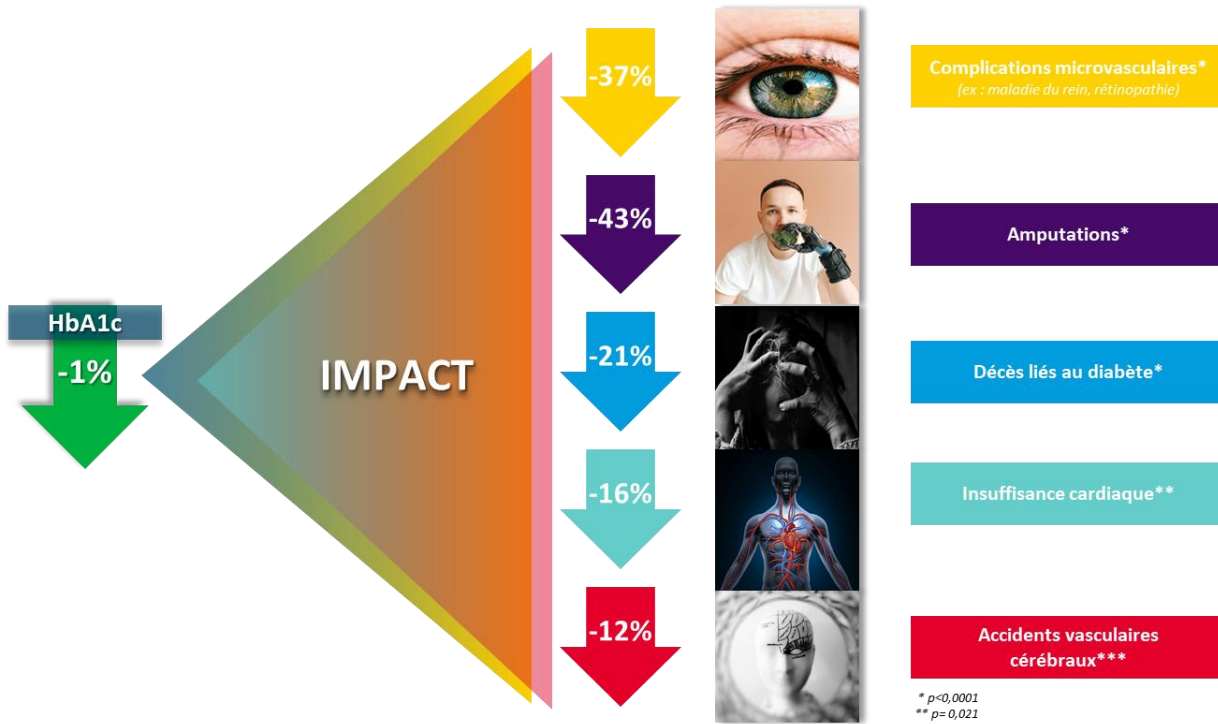 -37%
Complications microvasculaires*
(ex : maladie du rein, rétinopathie)
-43%
Amputations*
HbA1c
-1%
IMPACT
-21%
Décès liés au diabète*
-16%
Insuffisance cardiaque**
-12%
Accidents vasculaires
cérébraux***
* p<0,0001
** p= 0,021